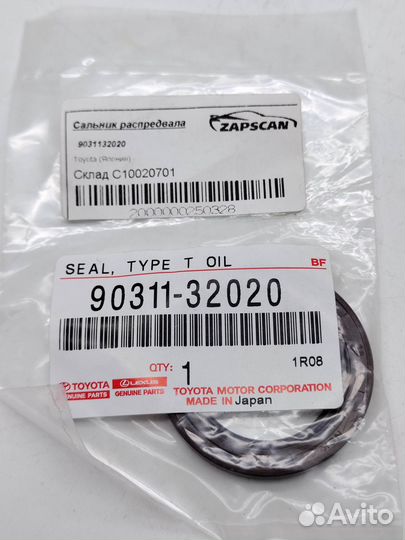 Сальник распредвала
ZAPSCAN
9031132020
Toyota (Япония)
Склад C10020701
2000000250328
SEAL, TYPE T OIL
BF
90311-32020
QTY: 1
1R08
TOYOTA
GENUINE PARTS
LEXUS
GENUINE PARTS
TOYOTA MOTOR CORPORATION
MADE IN Japan
Avito